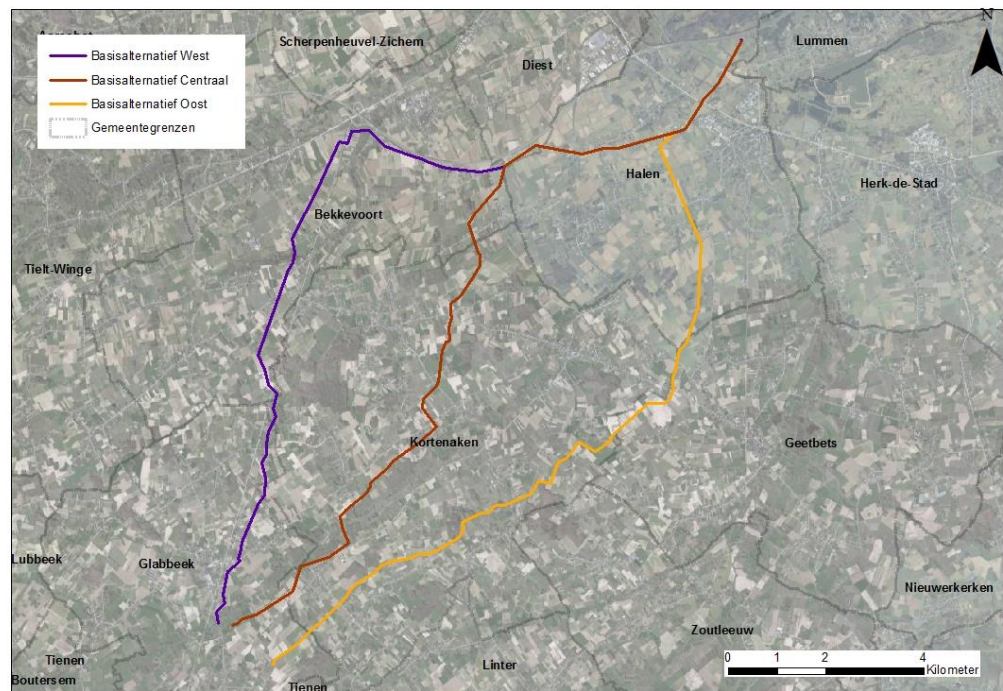 N
Scherpenheuvel-Zichem
Lummen
Basisalternatief West
Diest
Basisalternatief Centraal
Basisalternatief Oost
Gemeentegrenzen
Halen
Herk-de-Stad
Bekkevoort
Tielt-Winge
Kortenaken
Geetbets
Lubbeek
Glabbeek
Nieuwerkerken
Zoutleeuw
Tienen
Linter
Boutersem
Tienen
0 1 2 4
Kilometer